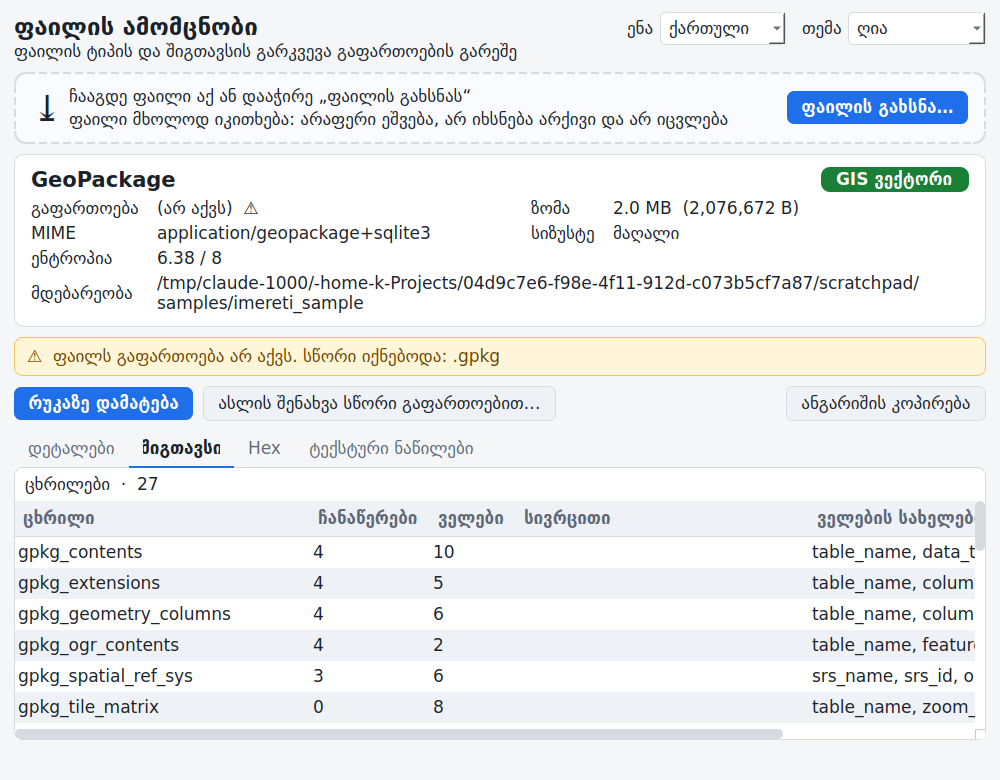 ფაილის ამომცნობი
ენა ქართული თემა ღია
ფაილის ტიპის და შიგთავსის გარკვევა გაფართოების გარეშე
ჩააგდე ფაილი აქ ან დააჭირე „ფაილის გახსნას“
ფაილი მხოლოდ იკითხება: არაფერი ეშვება, არ იხსნება არქივი და არ იცვლება
ფაილის გახსნა...
GeoPackage
GIS ვექტორი
გაფართოება (არ აქვს) ⚠ ზომა 2.0 MB (2,076,672 B)
MIME application/geopackage+sqlite3 სიზუსტე მაღალი
ენტროპია 6.38 / 8
მდებარეობა /tmp/claude-1000/-home-k-Projects/04d9c7e6-f98e-4f11-912d-c073b5cf7a87/scratchpad/
samples/imereti_sample
⚠ ფაილს გაფართოება არ აქვს. სწორი იქნებოდა: .gpkg
რუკაზე დამატება ასლის შენახვა სწორი გაფართოებით... ანგარიშის კოპირება
დეტალები შიგთავსი Hex ტექსტური ნაწილები
ცხრილები · 27
ცხრილი ჩანაწერები ველები სივრცითი ველების სახელები
gpkg_contents 4 10 table_name, data_t
gpkg_extensions 4 5 table_name, colum
gpkg_geometry_columns 4 6 table_name, colum
gpkg_ogr_contents 4 2 table_name, featur
gpkg_spatial_ref_sys 3 6 srs_name, srs_id, o
gpkg_tile_matrix 0 8 table_name, zoom_